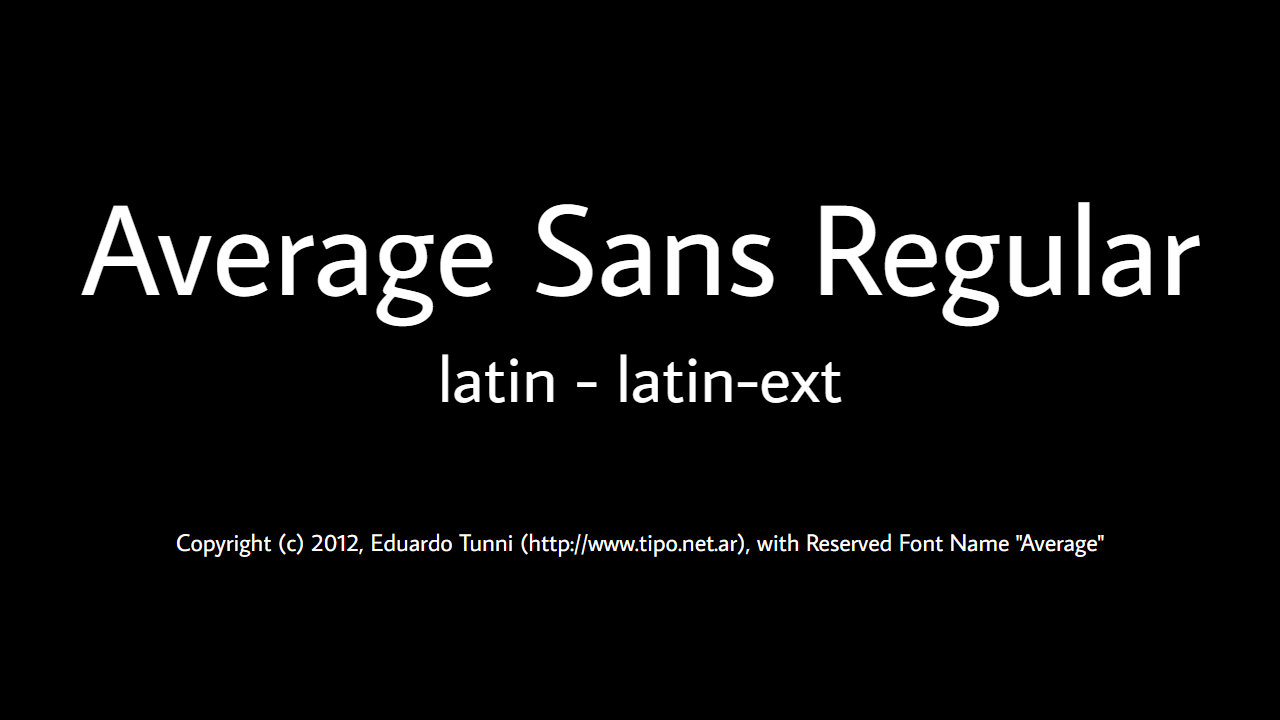 Average Sans Regular
latin - latin-ext
Copyright (c) 2012, Eduardo Tunni (http://www.tipo.net.ar), with Reserved Font Name "Average"